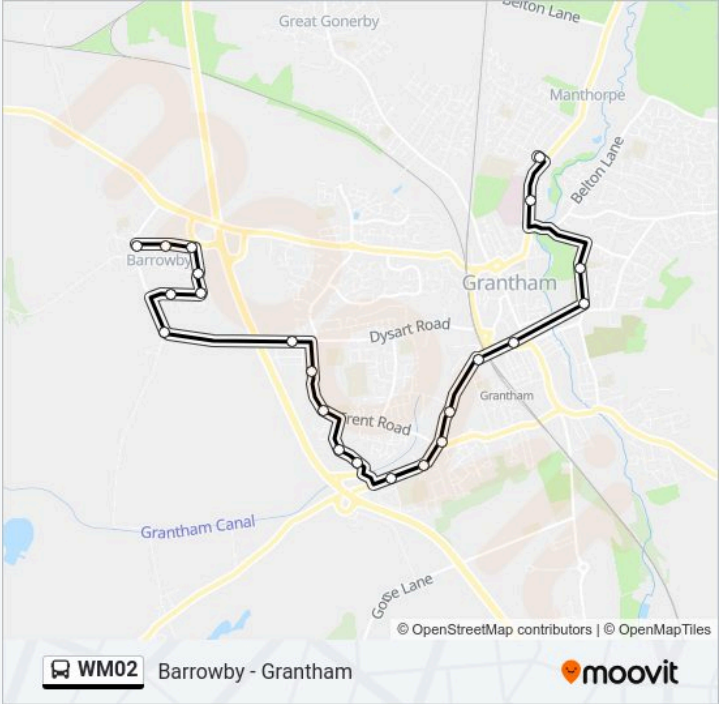 Belton Lane
Great Gonerby
Manthorpe
Belton Lane
Barrowby
Grantham
Dysart Road
Grantham
Trent Road
Grantham Canal
Goose Lane
© OpenStreetMap contributors | © OpenMapTiles
WM02 Barrowby - Grantham
moovit